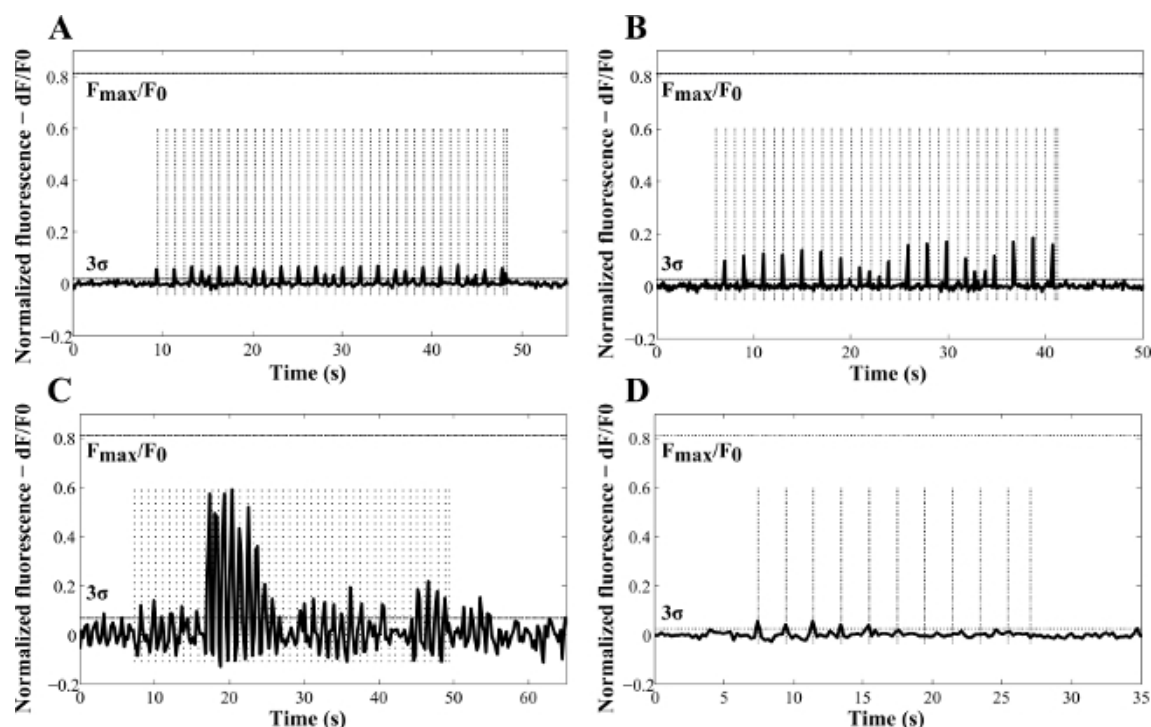 A
Normalized fluorescence – dF/F0
0.8
0.6
0.4
0.2
0
−0.2
Fmax/F0
3σ
0 10 20 30 40 50
Time (s)
B
Normalized fluorescence – dF/F0
0.8
0.6
0.4
0.2
0
−0.2
Fmax/F0
3σ
0 10 20 30 40 50
Time (s)
C
Normalized fluorescence – dF/F0
0.8
0.6
0.4
0.2
0
−0.2
Fmax/F0
3σ
0 10 20 30 40 50 60
Time (s)
D
Normalized fluorescence – dF/F0
0.8
0.6
0.4
0.2
0
−0.2
Fmax/F0
3σ
0 5 10 15 20 25 30 35
Time (s)